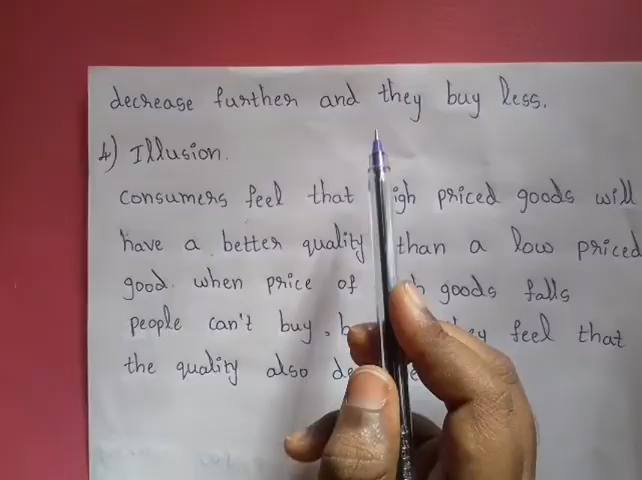 decrease further and they buy less.
4) Illusion.
consumers feel that high priced goods will
have a better quality than a low priced
good. when price of goods falls
people can't buy, feel that
the quality also